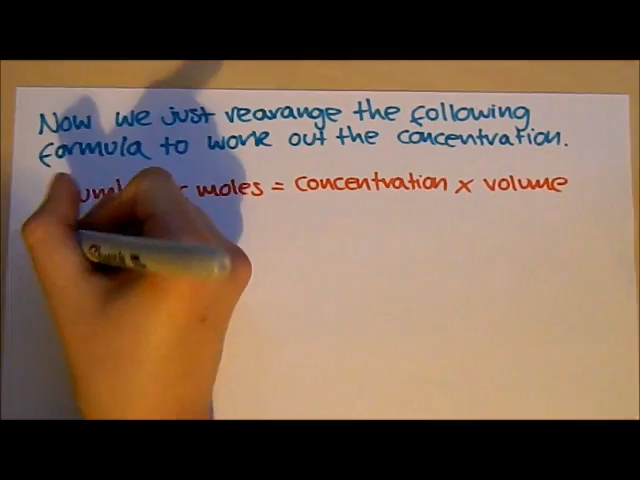 Now we just rearange the following
formula to work out the concentration.
moles = concentration x volume